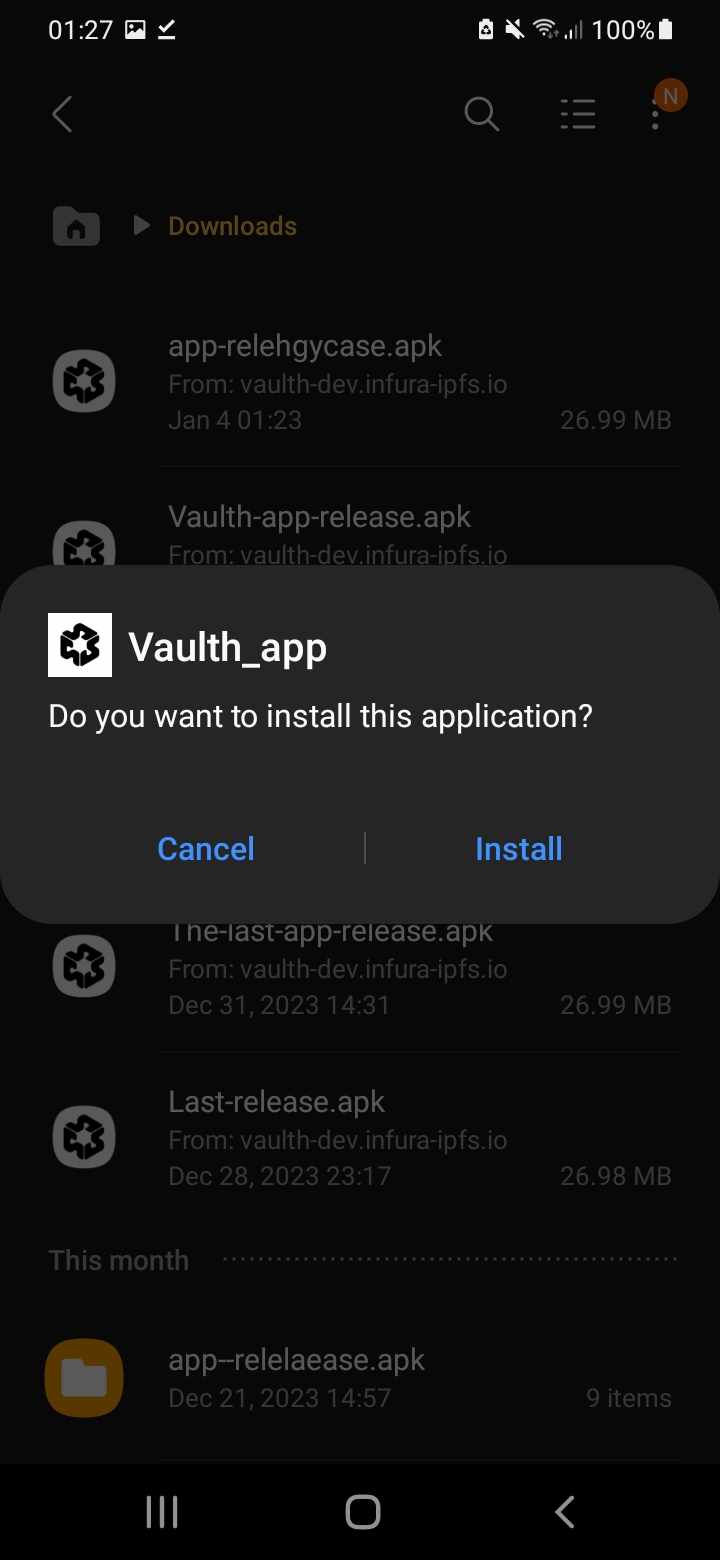 01:27 100%
N
Downloads
app-relehgycase.apk
From: vaulth-dev.infura-ipfs.io
Jan 4 01:23 26.99 MB
Vaulth-app-release.apk
From: vaulth-dev.infura-ipfs.io
Vaulth_app
Do you want to install this application?
Cancel Install
The-last-app-release.apk
From: vaulth-dev.infura-ipfs.io
Dec 31, 2023 14:31 26.99 MB
Last-release.apk
From: vaulth-dev.infura-ipfs.io
Dec 28, 2023 23:17 26.98 MB
This month
app--relelaease.apk
Dec 21, 2023 14:57 9 items